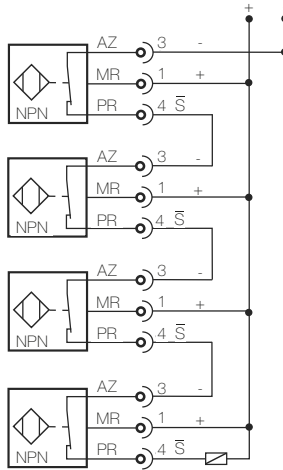 +
AZ 3 -
MR 1 +
PR 4 S̅
NPN
AZ 3 -
MR 1 +
PR 4 S̅
NPN
AZ 3 -
MR 1 +
PR 4 S̅
NPN
AZ 3 -
MR 1 +
PR 4 S̅
NPN